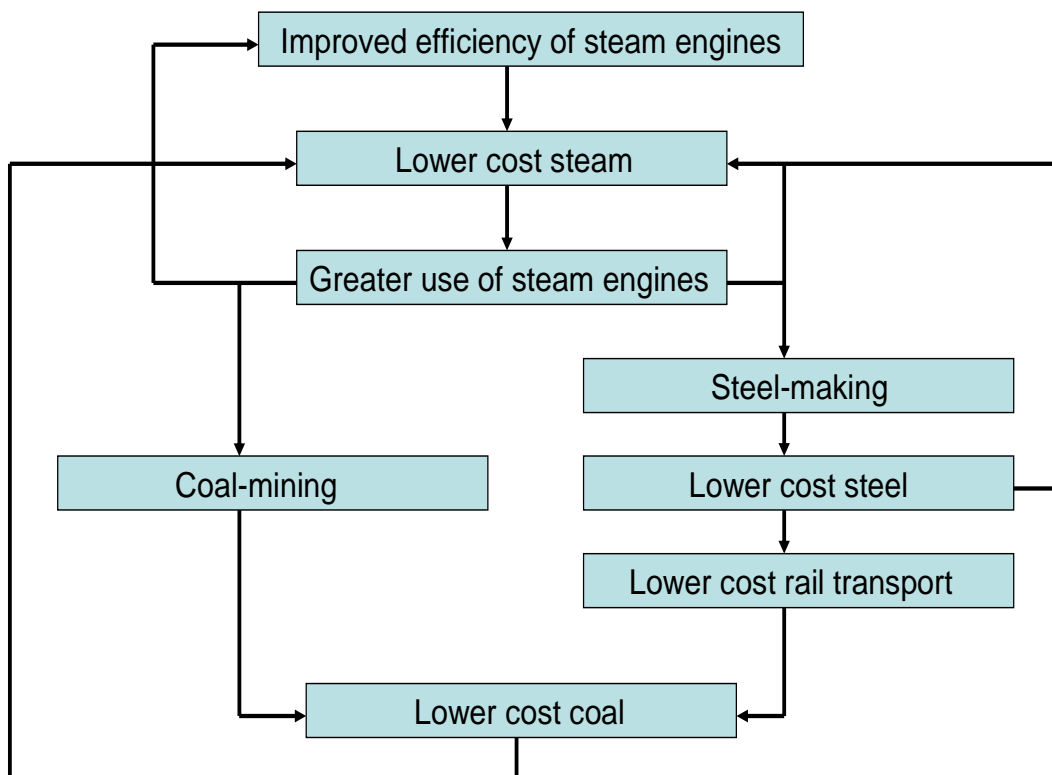 Improved efficiency of steam engines
Lower cost steam
Greater use of steam engines
Steel-making
Coal-mining
Lower cost steel
Lower cost rail transport
Lower cost coal